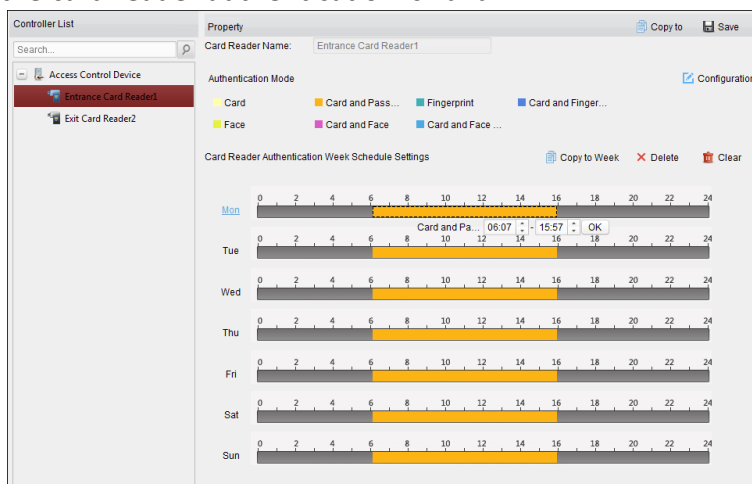 Controller List
Property
Copy to
Save
Search...
Card Reader Name:
Entrance Card Reader1
Access Control Device
Authentication Mode
Configuration
Entrance Card Reader1
Card
Card and Pass...
Fingerprint
Card and Finger...
Exit Card Reader2
Face
Card and Face
Card and Face ...
Card Reader Authentication Week Schedule Settings
Copy to Week
Delete
Clear
0 2 4 6 8 10 12 14 16 18 20 22 24
Mon
Card and Pa... 06:07 - 15:57 OK
0 2 4 6 8 10 12 14 16 18 20 22 24
Tue
0 2 4 6 8 10 12 14 16 18 20 22 24
Wed
0 2 4 6 8 10 12 14 16 18 20 22 24
Thu
0 2 4 6 8 10 12 14 16 18 20 22 24
Fri
0 2 4 6 8 10 12 14 16 18 20 22 24
Sat
0 2 4 6 8 10 12 14 16 18 20 22 24
Sun